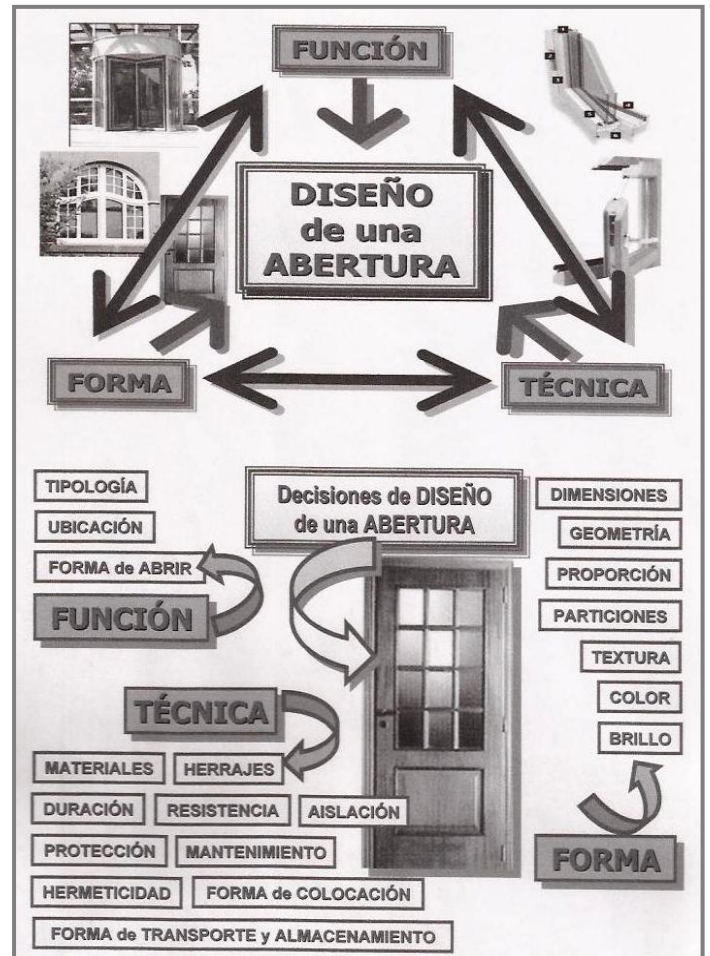 FUNCIÓN
DISEÑO
de una
ABERTURA
FORMA
TÉCNICA
Decisiones de DISEÑO
de una ABERTURA
TIPOLOGÍA
UBICACIÓN
FORMA de ABRIR
FUNCIÓN
DIMENSIONES
GEOMETRÍA
PROPORCIÓN
PARTICIONES
TEXTURA
COLOR
BRILLO
FORMA
TÉCNICA
MATERIALES
HERRAJES
DURACIÓN
RESISTENCIA
AISLACIÓN
PROTECCIÓN
MANTENIMIENTO
HERMETICIDAD
FORMA de COLOCACIÓN
FORMA de TRANSPORTE y ALMACENAMIENTO